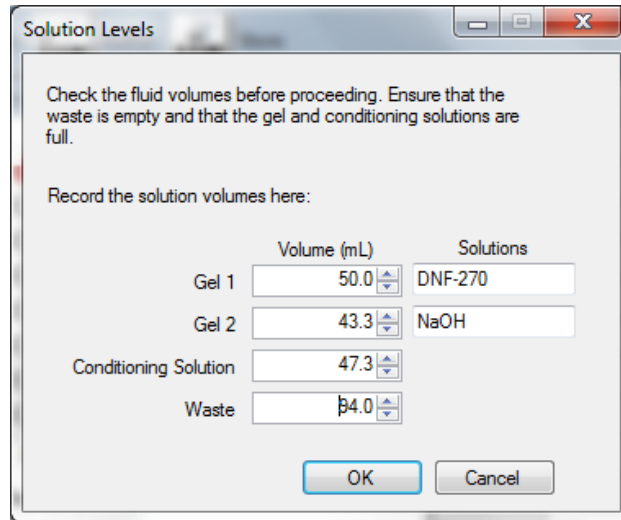 Solution Levels
Check the fluid volumes before proceeding. Ensure that the
waste is empty and that the gel and conditioning solutions are
full.
Record the solution volumes here:
Volume (mL) Solutions
Gel 1 50.0 DNF-270
Gel 2 43.3 NaOH
Conditioning Solution 47.3
Waste 94.0
OK Cancel